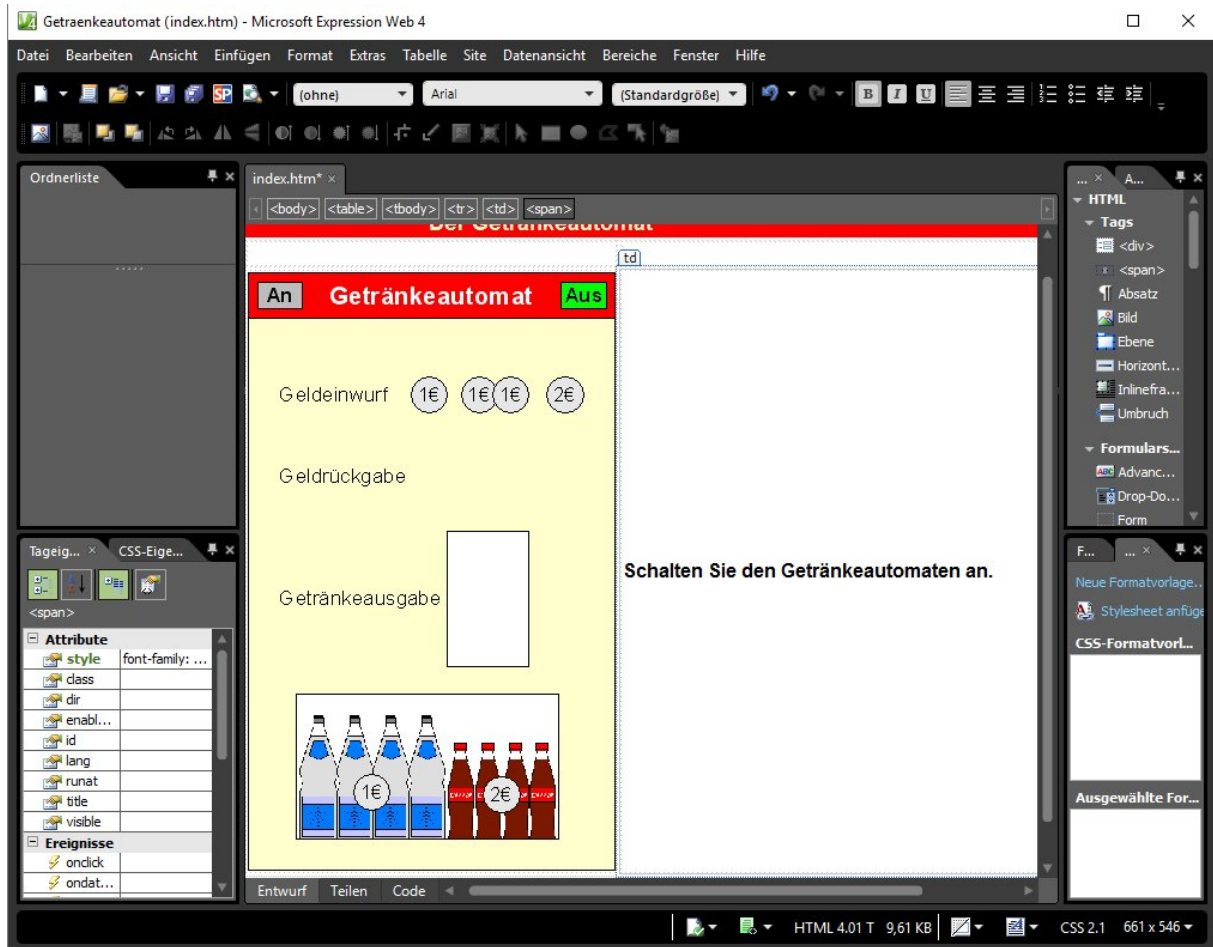 Getraenkeautomat (index.htm) - Microsoft Expression Web 4
Datei Bearbeiten Ansicht Einfügen Format Extras Tabelle Site Datenansicht Bereiche Fenster Hilfe
(ohne) Arial (Standardgröße) B I U
Ordnerliste
index.htm* ×
<body> <table> <tbody> <tr> <td> <span>
Der Getränkeautomat
td
An Getränkeautomat Aus
Geldeinwurf 1€ 1€ 1€ 2€
Geldrückgabe
Getränkeausgabe
1€ 2€
Schalten Sie den Getränkeautomaten an.
Entwurf Teilen Code
... × A...
HTML
Tags
<div>
<span>
Absatz
Bild
Ebene
Horizont...
Inlinefra...
Umbruch
Formulars...
Advanc...
Drop-Do...
Form
Tageig... × CSS-Eige...
<span>
Attribute
style font-family: ...
class
dir
enabl...
id
lang
runat
title
visible
Ereignisse
onclick
ondat...
F... ... ×
Neue Formatvorlage..
Stylesheet anfüge
CSS-Formatvorl...
Ausgewählte For...
HTML 4.01 T 9,61 KB CSS 2.1 661 x 546